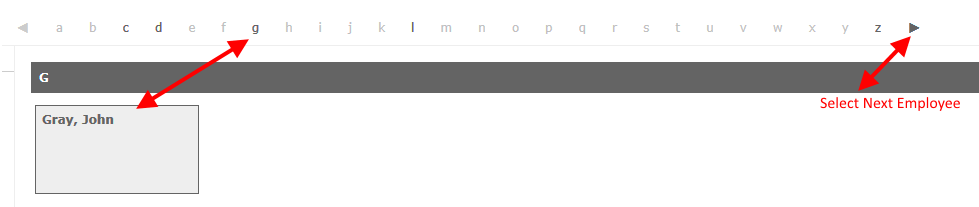 ◀ a b c d e f g h i j k l m n o p q r s t u v w x y z ▶
G
Select Next Employee
Gray, John